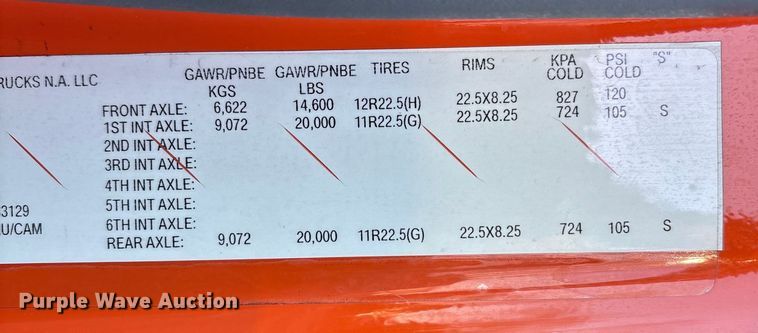 RUCKS N.A. LLC GAWR/PNBE GAWR/PNBE TIRES RIMS KPA PSI "S"
KGS LBS COLD COLD
FRONT AXLE: 6,622 14,600 12R22.5(H) 22.5X8.25 827 120
1ST INT AXLE: 9,072 20,000 11R22.5(G) 22.5X8.25 724 105 S
2ND INT AXLE:
3RD INT AXLE:
4TH INT AXLE:
5TH INT AXLE:
3129 6TH INT AXLE:
U/CAM REAR AXLE: 9,072 20,000 11R22.5(G) 22.5X8.25 724 105 S
Purple Wave Auction